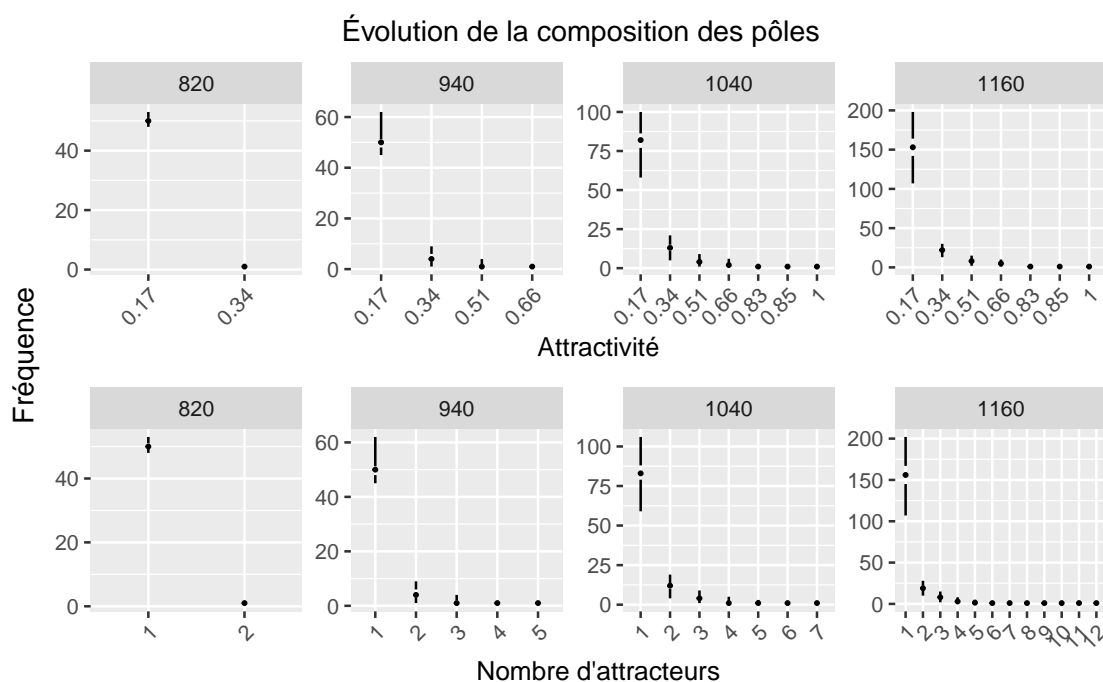 Évolution de la composition des pôles
820 940 1040 1160
60 100 200
40 40 75 150
50 100
20 20 25 50
0 0 0 0
0.17 0.34 0.17 0.34 0.51 0.66 0.17 0.34 0.51 0.66 0.83 0.85 1 0.17 0.34 0.51 0.66 0.83 0.85 1
Attractivité
Fréquence
820 940 1040 1160
60 100 200
40 40 75 150
50 100
20 20 25 50
0 0 0 0
1 2 1 2 3 4 5 1 2 3 4 5 6 7 1 2 3 4 5 6 7 8 9 10 11 12
Nombre d'attracteurs